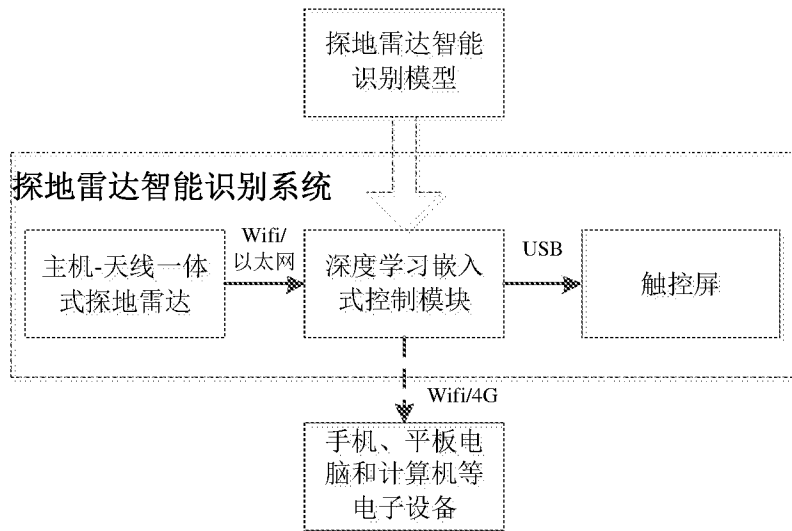 探地雷达智能
识别模型
探地雷达智能识别系统
Wifi/
以太网
主机-天线一体
式探地雷达
深度学习嵌入
式控制模块
USB
触控屏
Wifi/4G
手机、平板电
脑和计算机等
电子设备